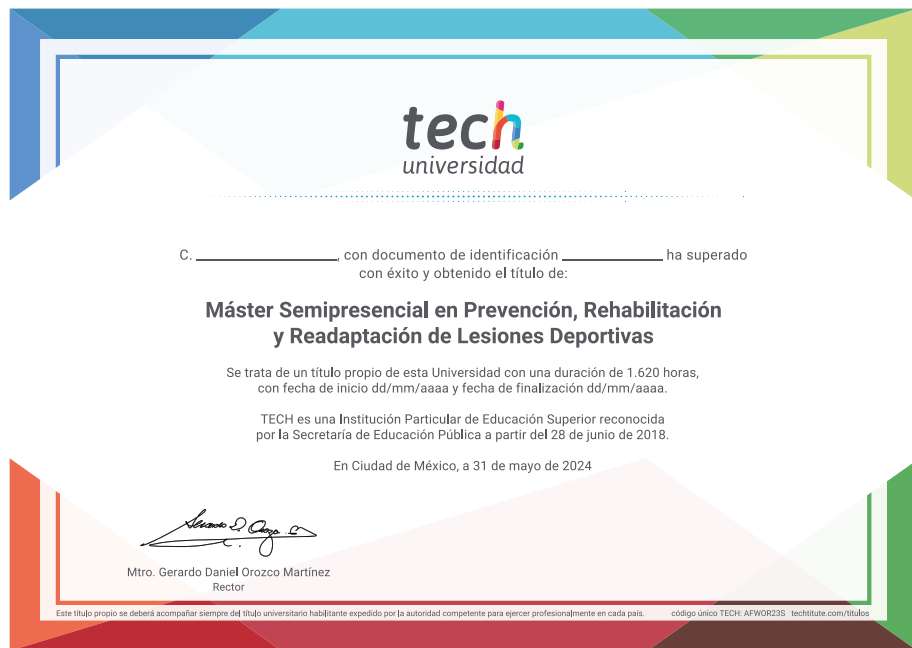 tech
universidad
C. ________________, con documento de identificación ____________ ha superado
con éxito y obtenido el título de:
Máster Semipresencial en Prevención, Rehabilitación
y Readaptación de Lesiones Deportivas
Se trata de un título propio de esta Universidad con una duración de 1.620 horas,
con fecha de inicio dd/mm/aaaa y fecha de finalización dd/mm/aaaa.
TECH es una Institución Particular de Educación Superior reconocida
por la Secretaría de Educación Pública a partir del 28 de junio de 2018.
En Ciudad de México, a 31 de mayo de 2024
Mtro. Gerardo Daniel Orozco Martínez
Rector
Este título propio se deberá acompañar siempre del título universitario habilitante expedido por la autoridad competente para ejercer profesionalmente en cada país. código único TECH: AFWOR23S techtitute.com/titulos